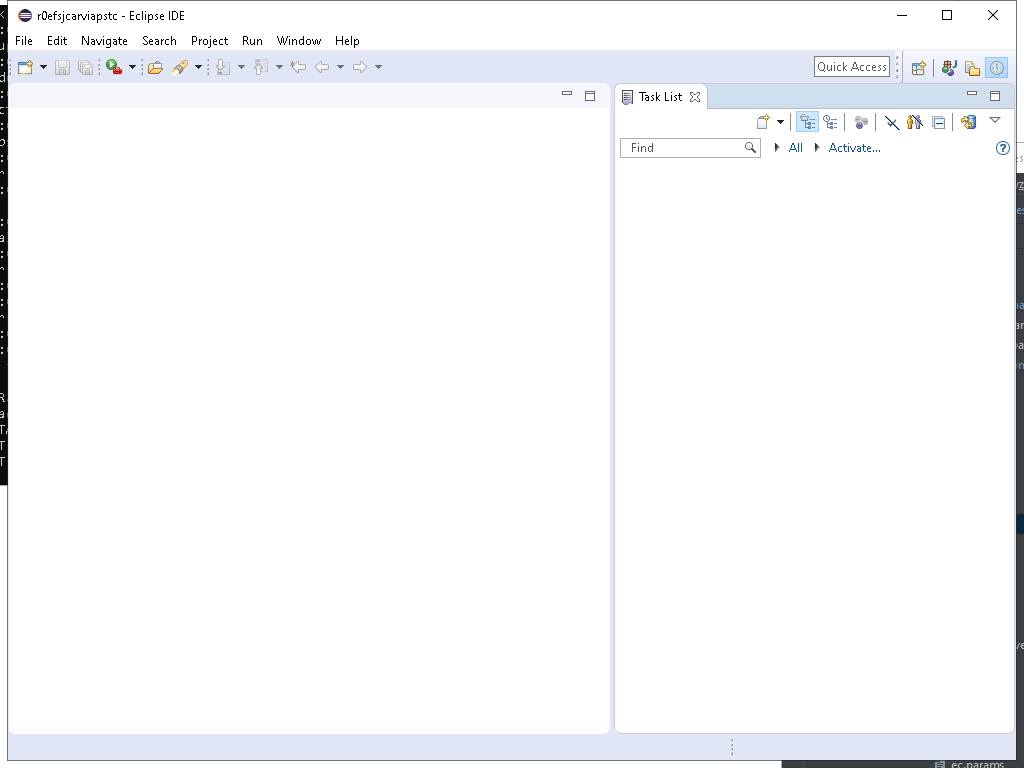 r0efsjcarviapstc - Eclipse IDE
File Edit Navigate Search Project Run Window Help
Quick Access
Task List
Find All Activate...
ec.params